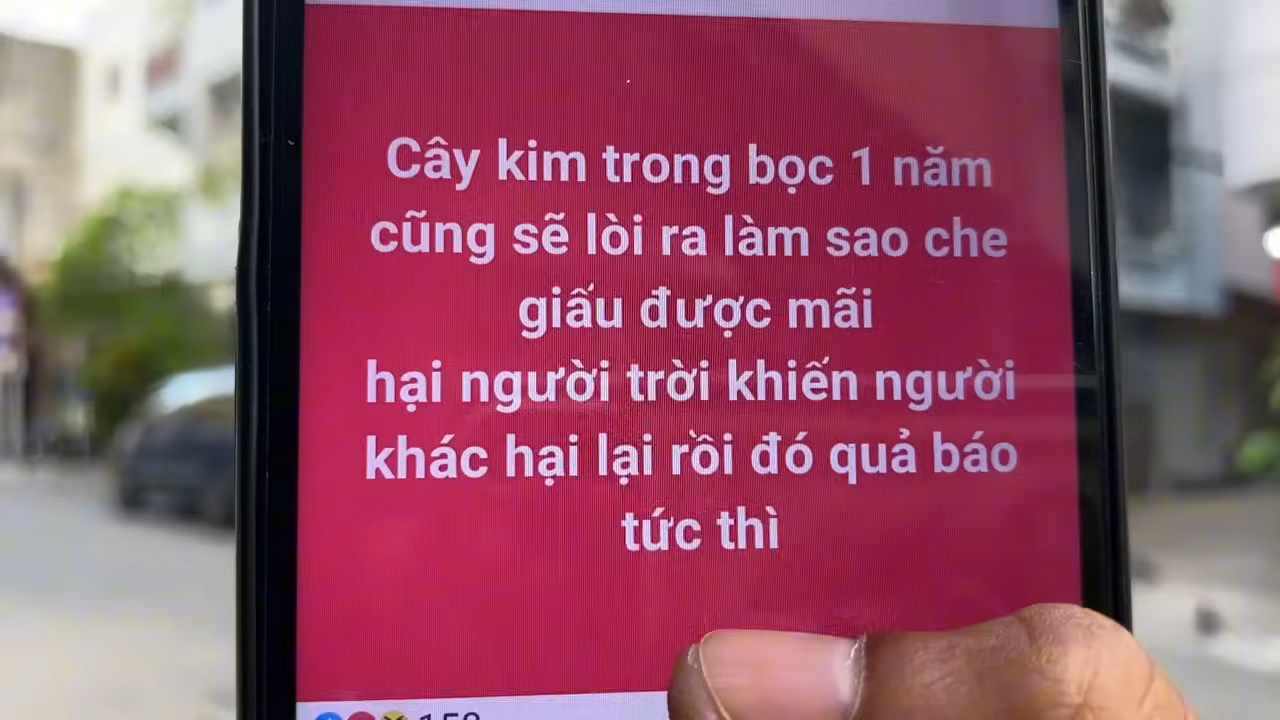 Cây kim trong bọc 1 năm
cũng sẽ lòi ra làm sao che
giấu được mãi
hại người trời khiến người
khác hại lại rồi đó quả báo
tức thì